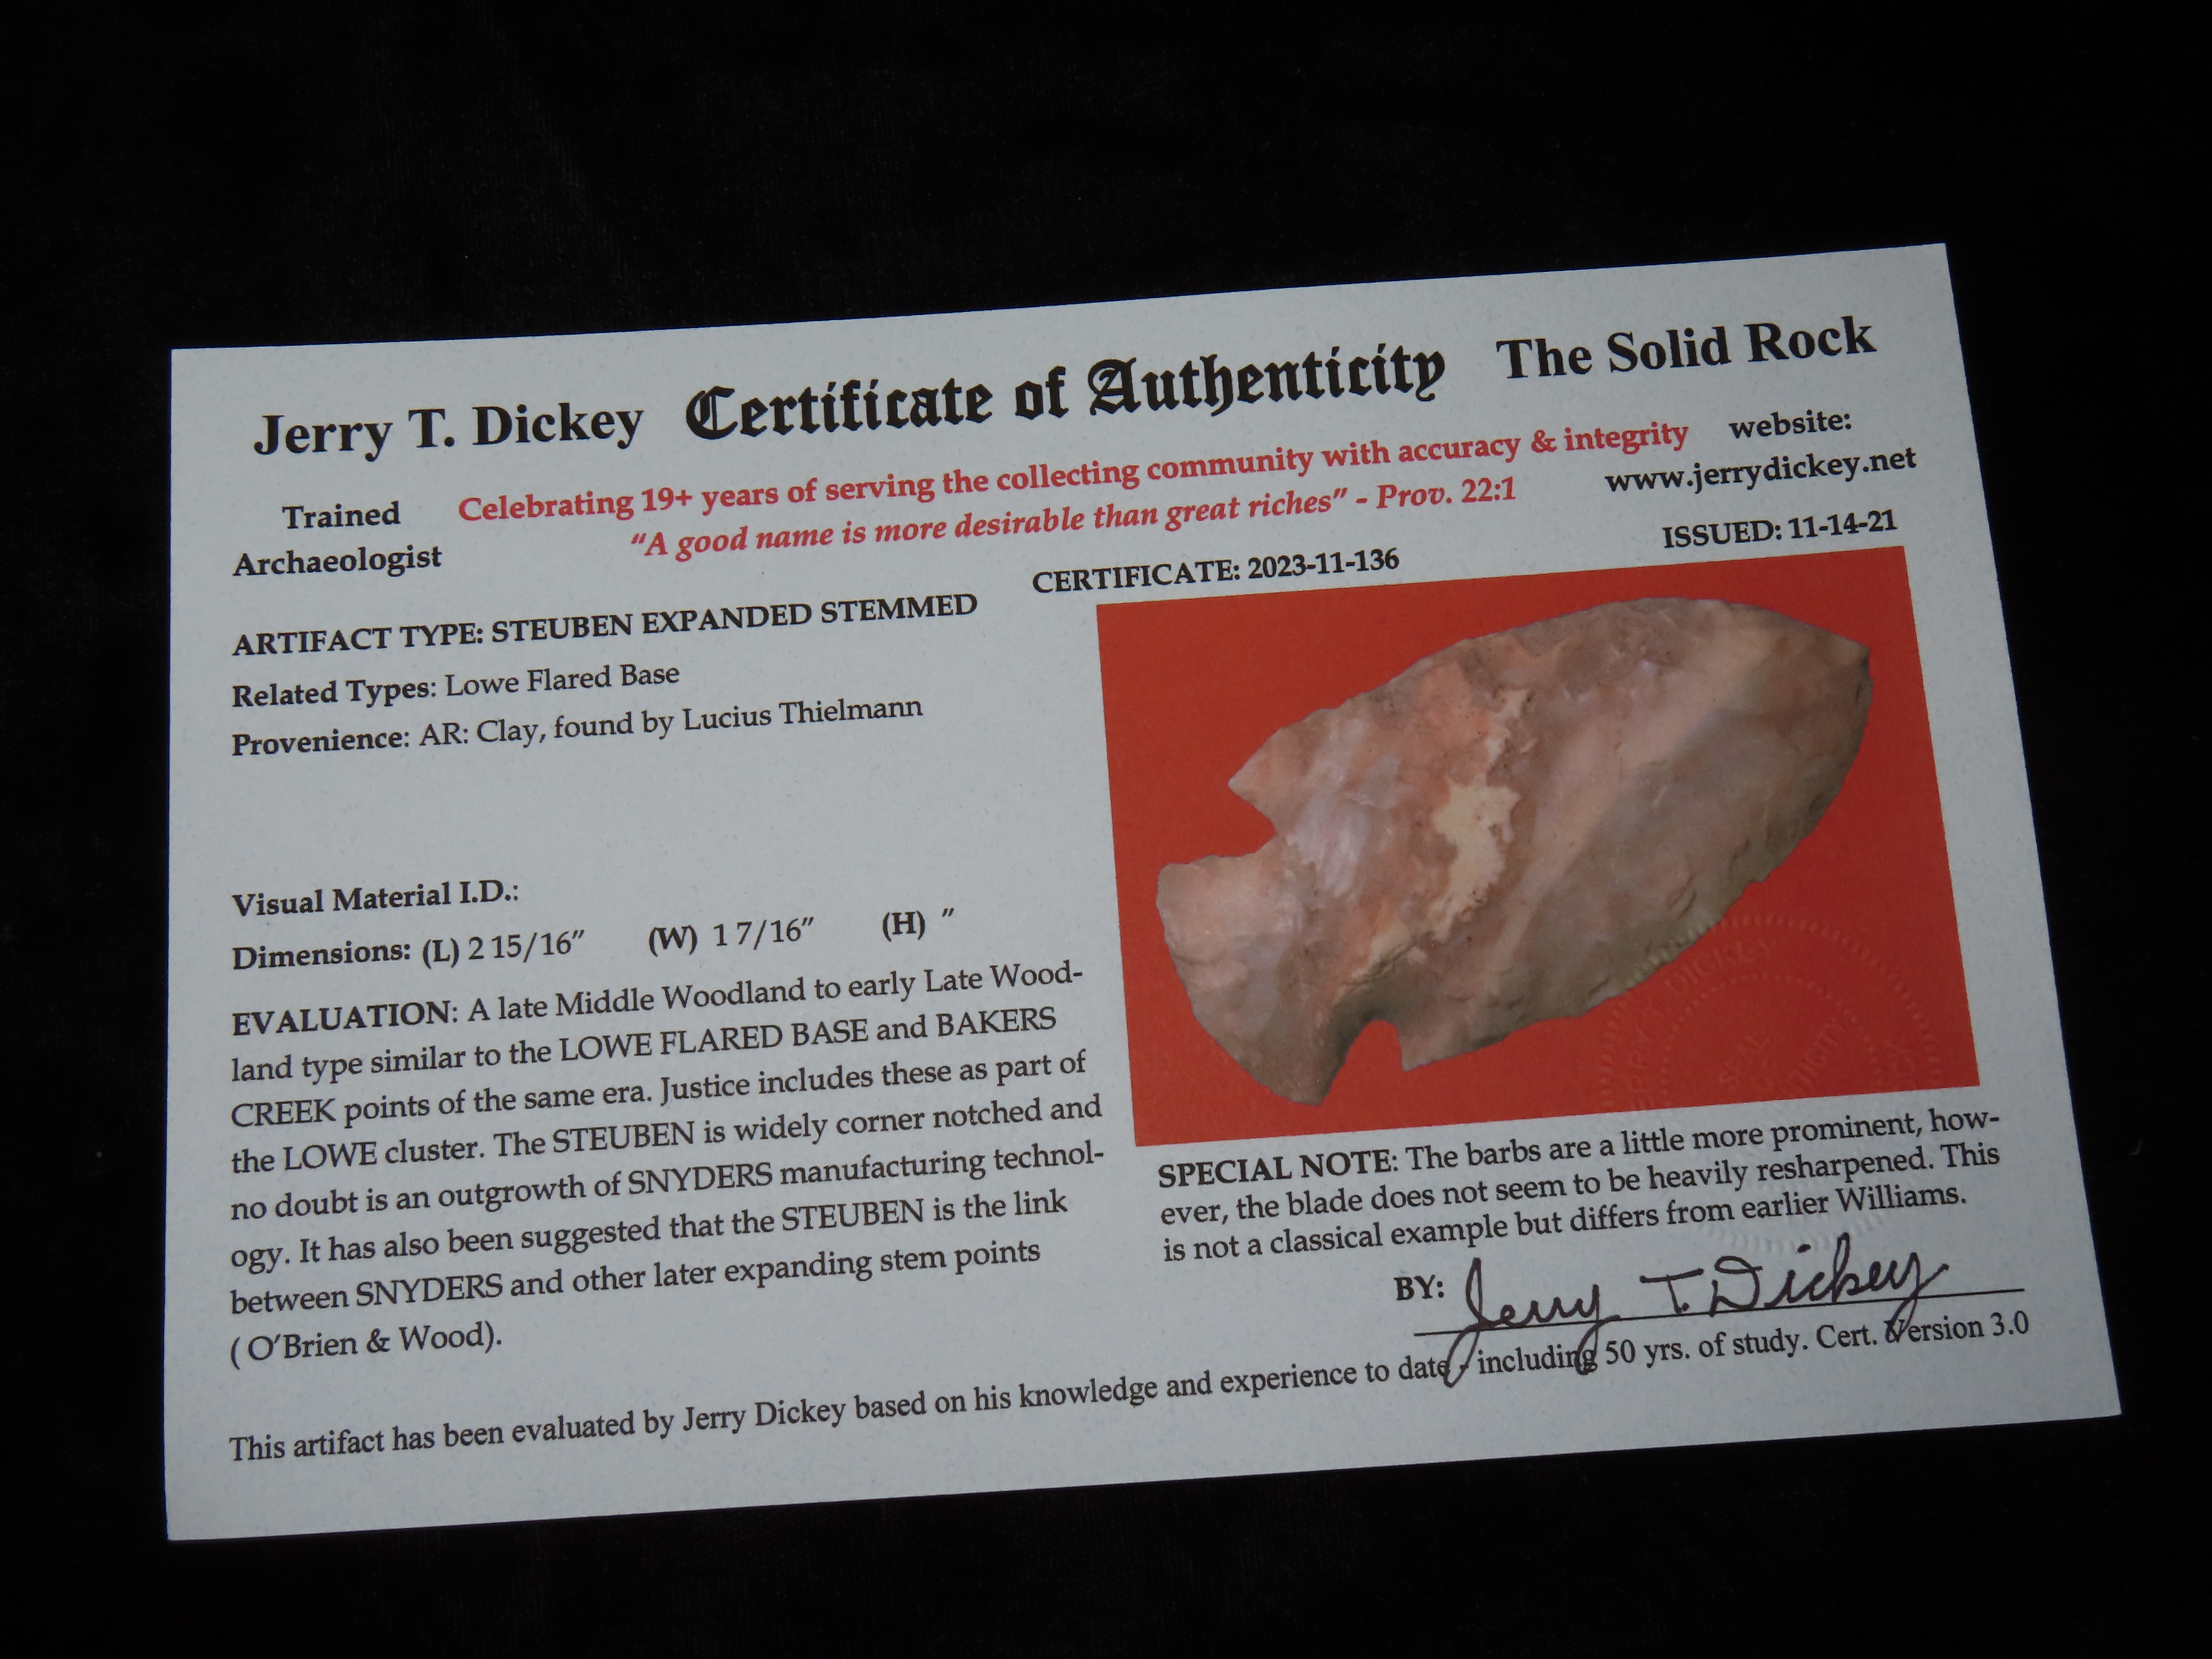 Jerry T. Dickey Certificate of Authenticity The Solid Rock
Trained
Archaeologist
Celebrating 19+ years of serving the collecting community with accuracy & integrity
"A good name is more desirable than great riches" - Prov. 22:1
website:
www.jerrydickey.net
CERTIFICATE: 2023-11-136
ISSUED: 11-14-21
ARTIFACT TYPE: STEUBEN EXPANDED STEMMED
Related Types: Lowe Flared Base
Provenience: AR: Clay, found by Lucius Thielmann
Visual Material I.D.:
Dimensions: (L) 2 15/16" (W) 1 7/16" (H) "
EVALUATION: A late Middle Woodland to early Late Wood-
land type similar to the LOWE FLARED BASE and BAKERS
CREEK points of the same era. Justice includes these as part of
the LOWE cluster. The STEUBEN is widely corner notched and
no doubt is an outgrowth of SNYDERS manufacturing technol-
ogy. It has also been suggested that the STEUBEN is the link
between SNYDERS and other later expanding stem points
( O'Brien & Wood).
SPECIAL NOTE: The barbs are a little more prominent, how-
ever, the blade does not seem to be heavily resharpened. This
is not a classical example but differs from earlier Williams.
BY: Jerry T. Dickey
This artifact has been evaluated by Jerry Dickey based on his knowledge and experience to date - including 50 yrs. of study. Cert. Version 3.0